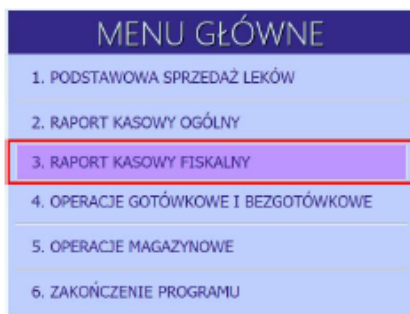 MENU GŁÓWNE
1. PODSTAWOWA SPRZEDAŻ LEKÓW
2. RAPORT KASOWY OGÓLNY
3. RAPORT KASOWY FISKALNY
4. OPERACJE GOTÓWKOWE I BEZGOTÓWKOWE
5. OPERACJE MAGAZYNOWE
6. ZAKOŃCZENIE PROGRAMU